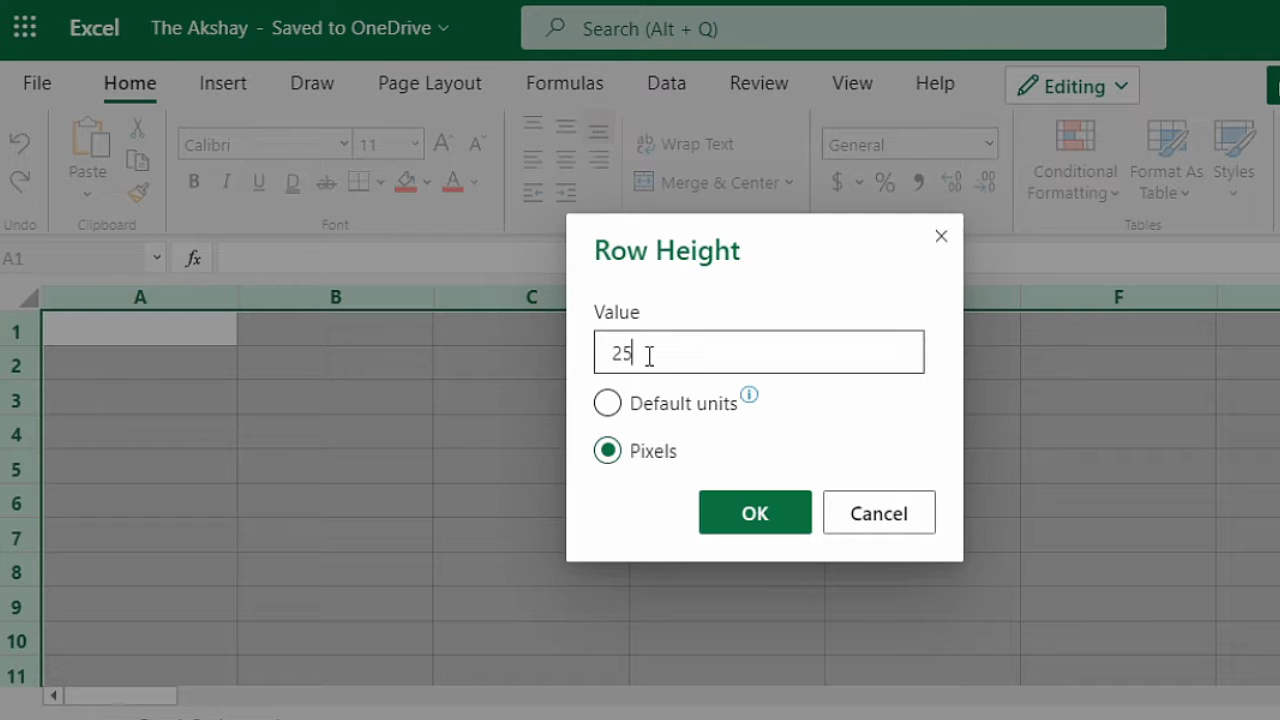 Excel The Akshay - Saved to OneDrive Search (Alt + Q)
File Home Insert Draw Page Layout Formulas Data Review View Help Editing
Paste Calibri 11 A A Wrap Text General Conditional Formatting Format As Table Styles
B I U D ab A Merge & Center $ % 9
Undo Clipboard Font Tables
A1 fx
A B C F
Row Height
Value
25
Default units
Pixels
OK Cancel
1
2
3
4
5
6
7
8
9
10
11